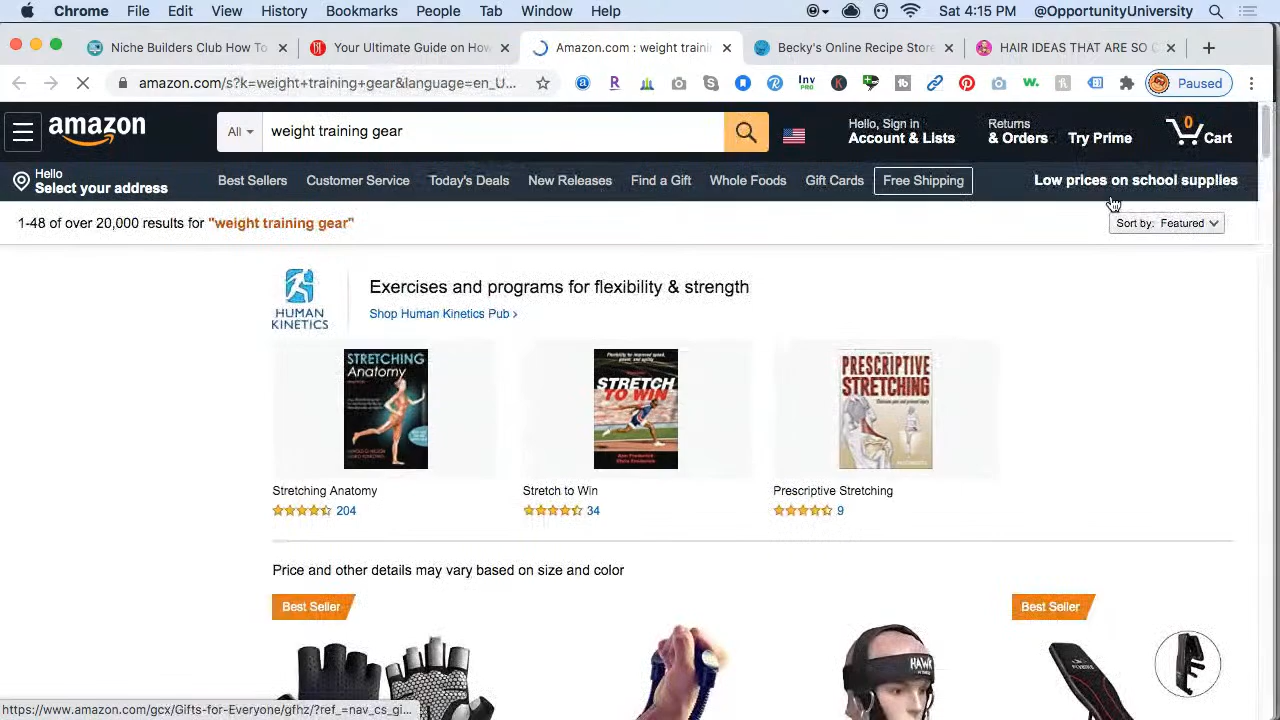 Chrome File Edit View History Bookmarks People Tab Window Help Sat 4:15 PM @OpportunityUniversity
Niche Builders Club How To Your Ultimate Guide on How Amazon.com : weight traini Becky's Online Recipe Store HAIR IDEAS THAT ARE SO
amazon.com/s?k=weight+training+gear&language=en_U... Paused
amazon All weight training gear Hello, Sign in Account & Lists Returns & Orders Try Prime 0 Cart
Hello
Select your address Best Sellers Customer Service Today's Deals New Releases Find a Gift Whole Foods Gift Cards Free Shipping Low prices on school supplies
1-48 of over 20,000 results for "weight training gear" Sort by: Featured
HUMAN
KINETICS
Exercises and programs for flexibility & strength
Shop Human Kinetics Pub ›
STRETCHING
Anatomy
STRETCH
TO WIN
PRESCRIPTIVE
STRETCHING
Stretching Anatomy Stretch to Win Prescriptive Stretching
204 34 9
Price and other details may vary based on size and color
Best Seller Best Seller
HAWK
https://www.amazon.com/gcx/Gifts-for-Everyone/gfhz/?ref_=nav_cs_gi...